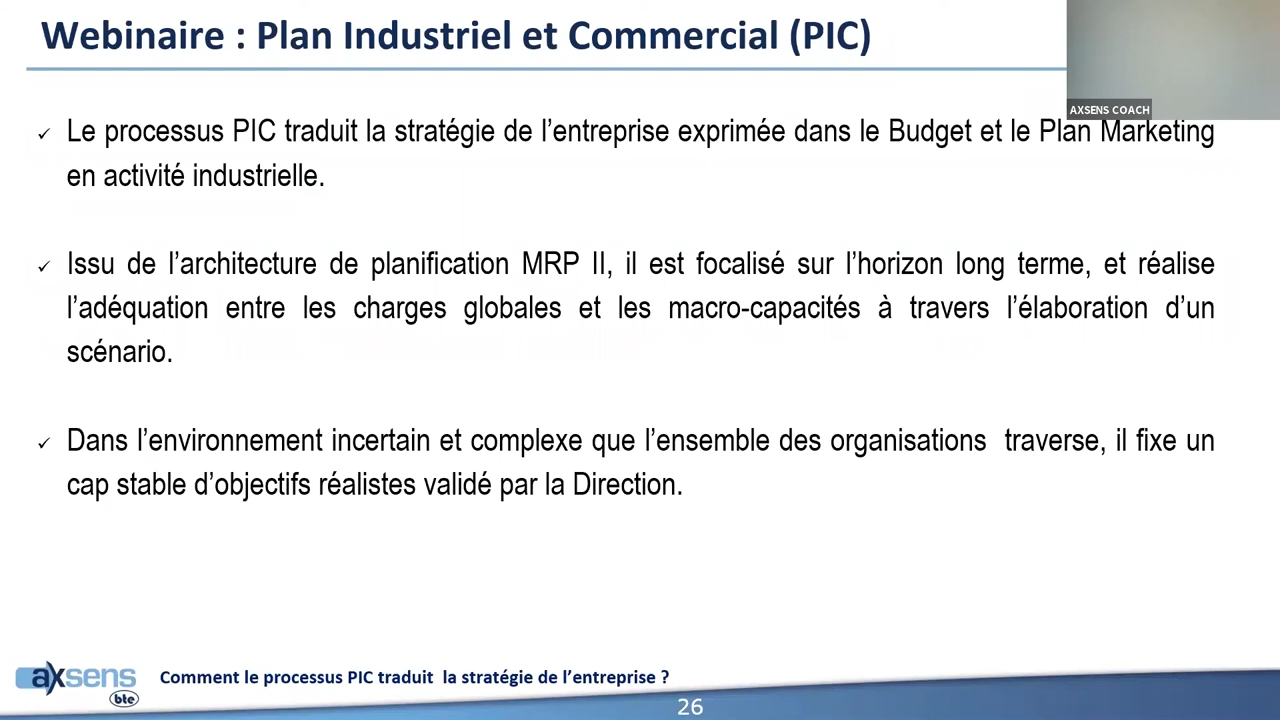 Webinaire : Plan Industriel et Commercial (PIC)
AXSENS COACH
✓ Le processus PIC traduit la stratégie de l’entreprise exprimée dans le Budget et le Plan Marketing
en activité industrielle.
✓ Issu de l’architecture de planification MRP II, il est focalisé sur l’horizon long terme, et réalise
l’adéquation entre les charges globales et les macro-capacités à travers l’élaboration d’un
scénario.
✓ Dans l’environnement incertain et complexe que l’ensemble des organisations  traverse, il fixe un
cap stable d’objectifs réalistes validé par la Direction.
axsens
bte
Comment le processus PIC traduit  la stratégie de l’entreprise ?
26